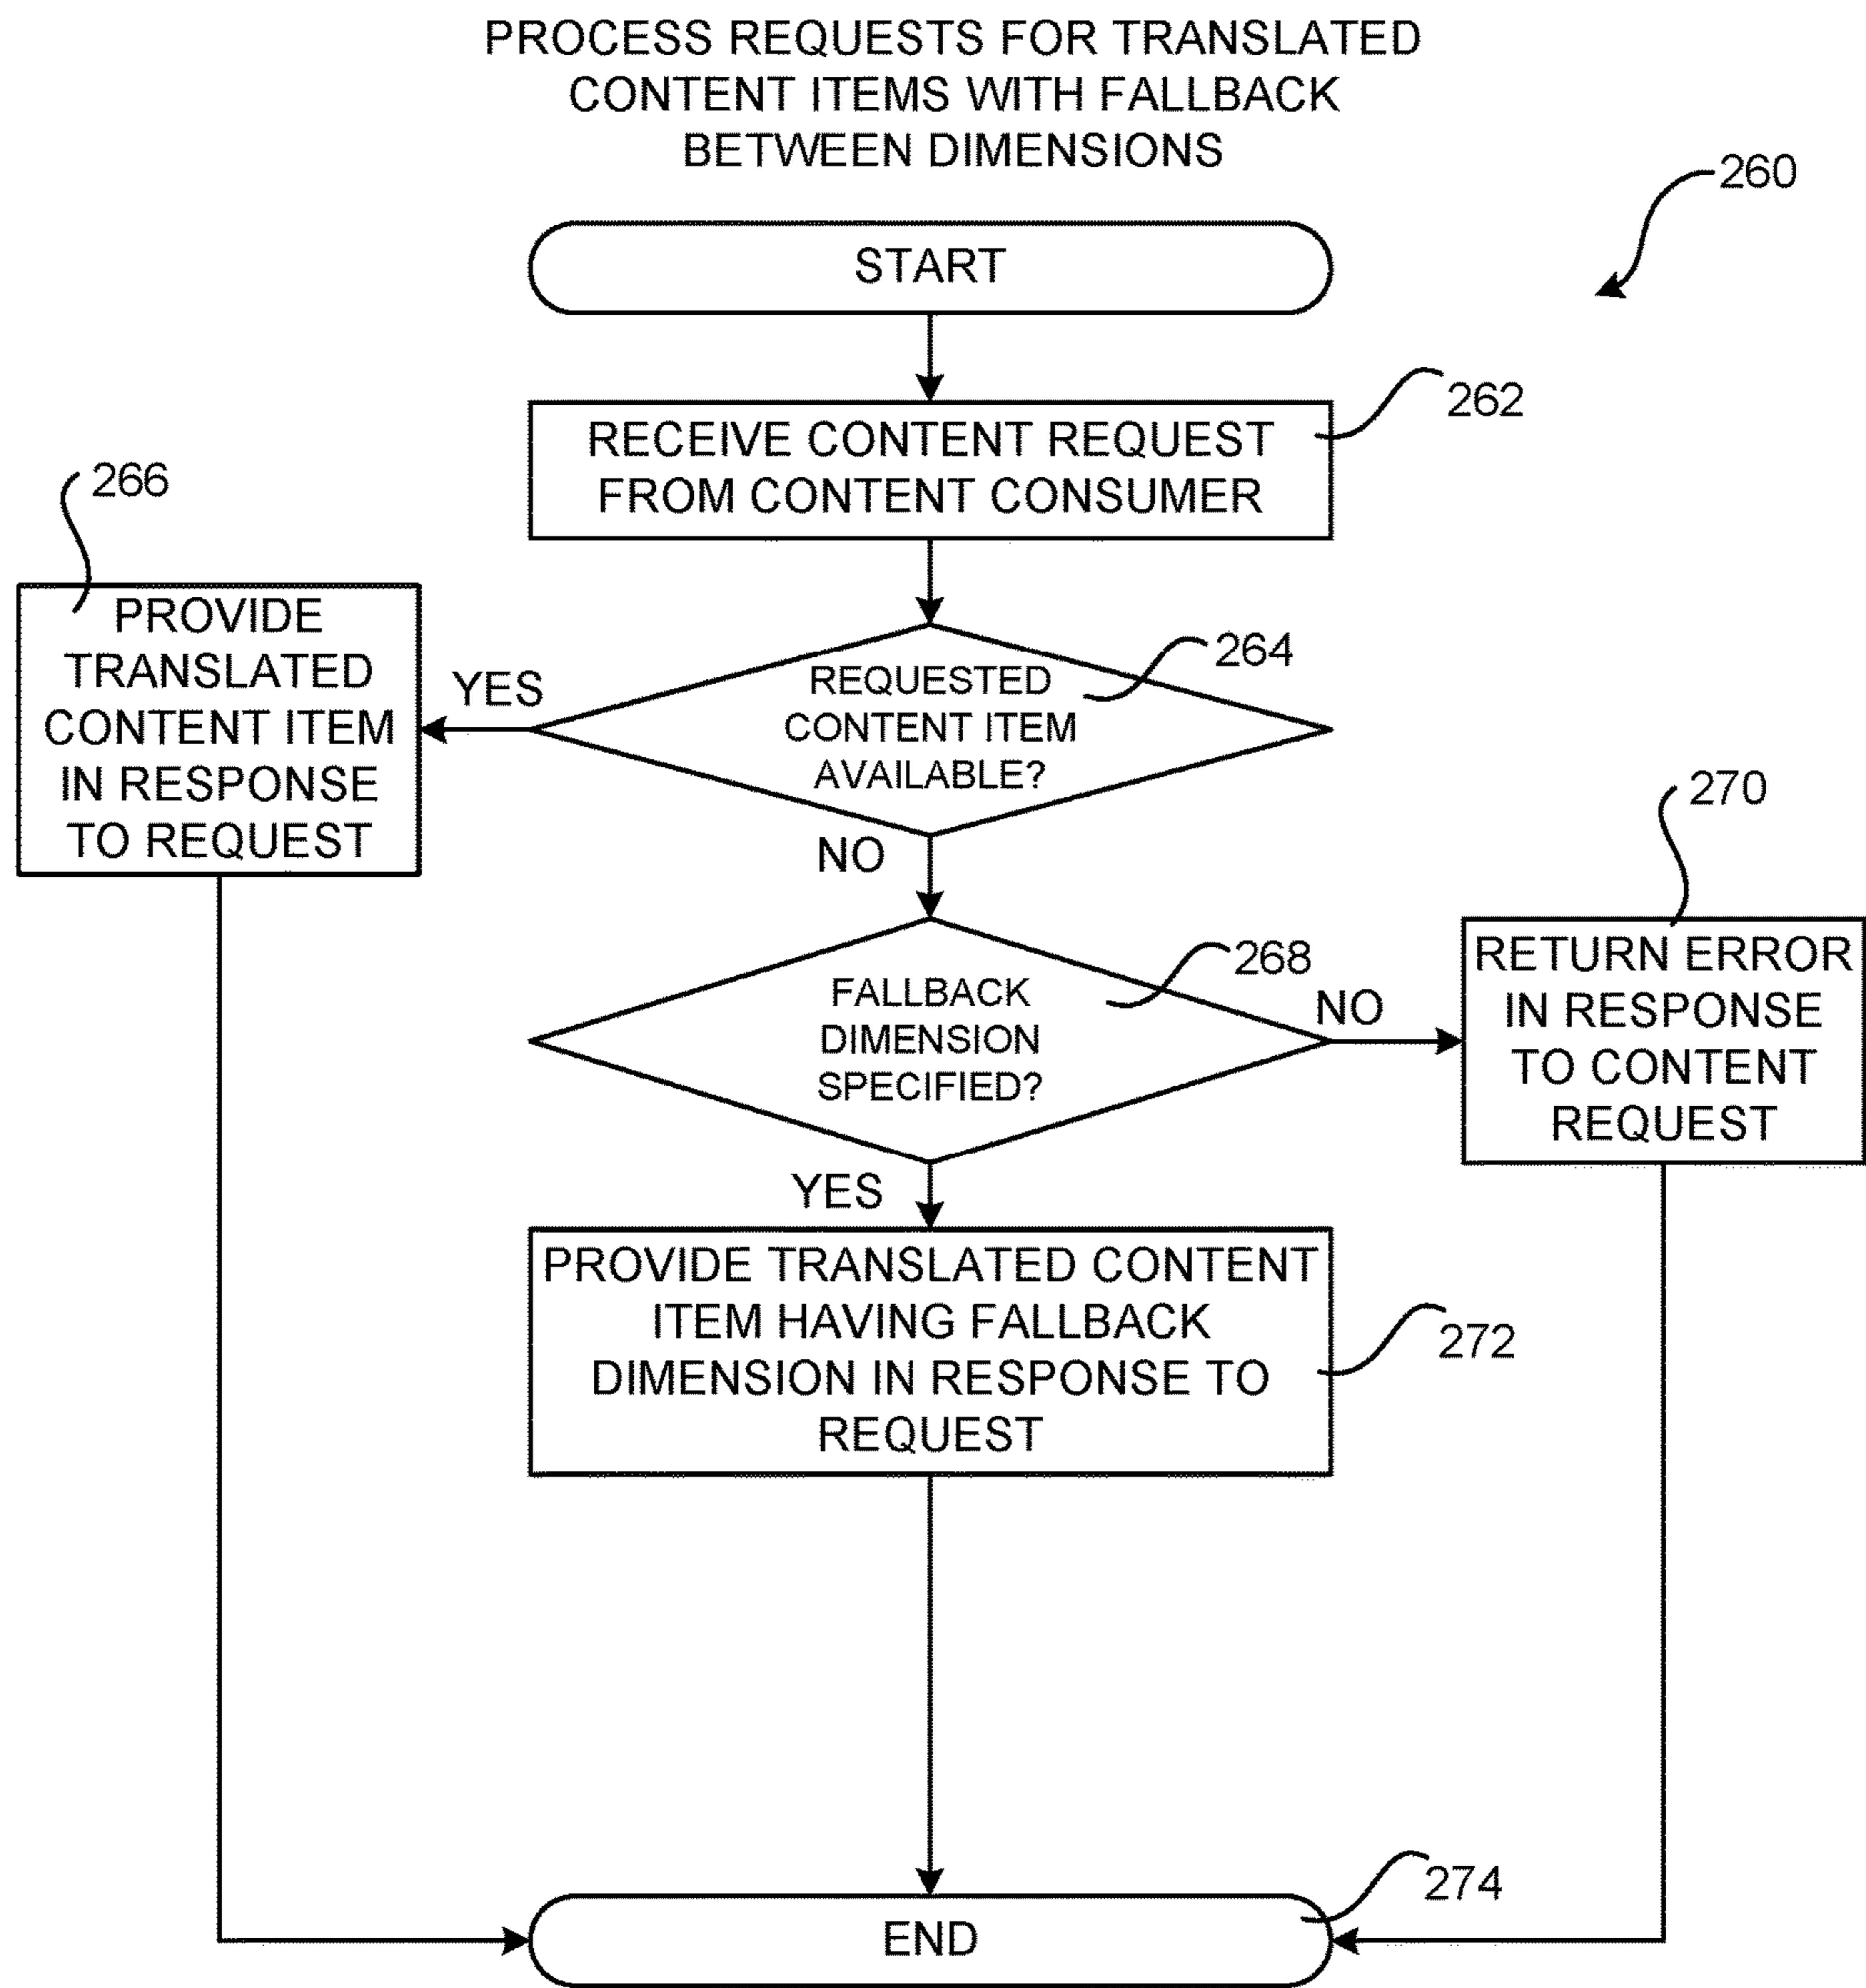 PROCESS REQUESTS FOR TRANSLATED
CONTENT ITEMS WITH FALLBACK
BETWEEN DIMENSIONS
260
START
262
RECEIVE CONTENT REQUEST
FROM CONTENT CONSUMER
266
PROVIDE
TRANSLATED
CONTENT ITEM
IN RESPONSE
TO REQUEST
YES
264
REQUESTED
CONTENT ITEM
AVAILABLE?
NO
270
268
FALLBACK
DIMENSION
SPECIFIED?
NO
RETURN ERROR
IN RESPONSE
TO CONTENT
REQUEST
YES
PROVIDE TRANSLATED CONTENT
ITEM HAVING FALLBACK
DIMENSION IN RESPONSE TO
REQUEST
272
274
END